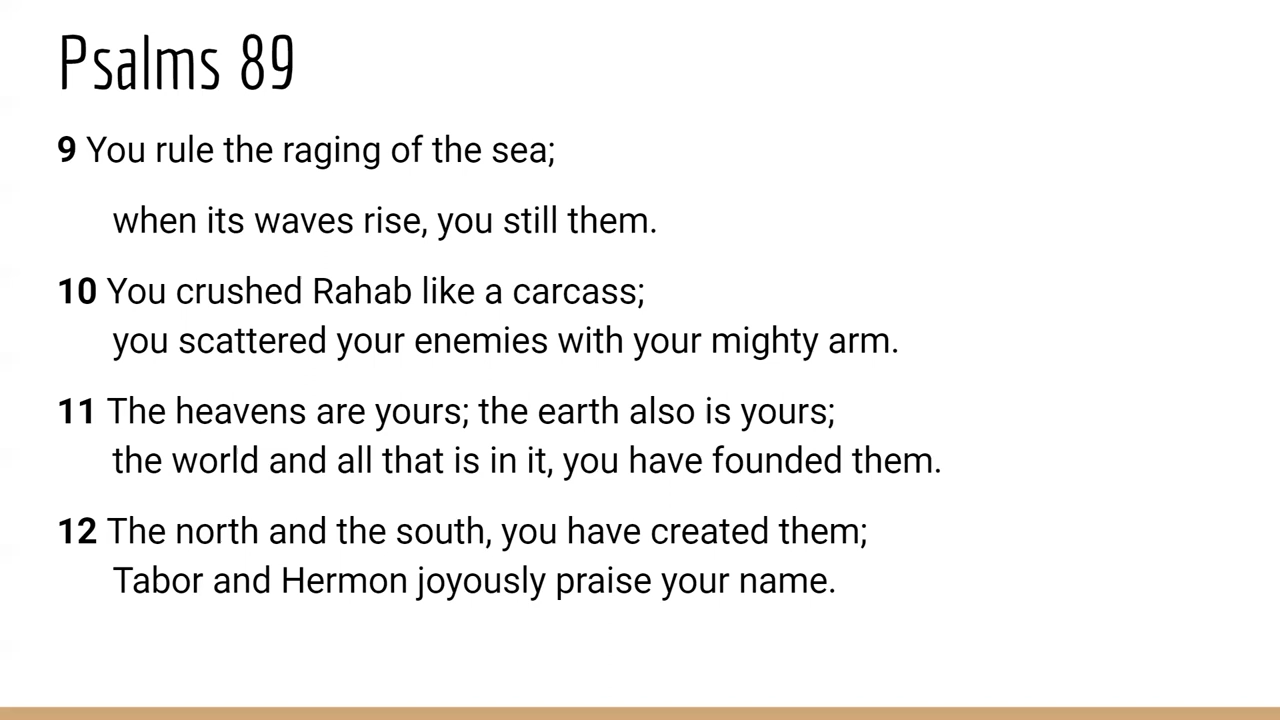 Psalms 89
9 You rule the raging of the sea;
when its waves rise, you still them.
10 You crushed Rahab like a carcass;
you scattered your enemies with your mighty arm.
11 The heavens are yours; the earth also is yours;
the world and all that is in it, you have founded them.
12 The north and the south, you have created them;
Tabor and Hermon joyously praise your name.